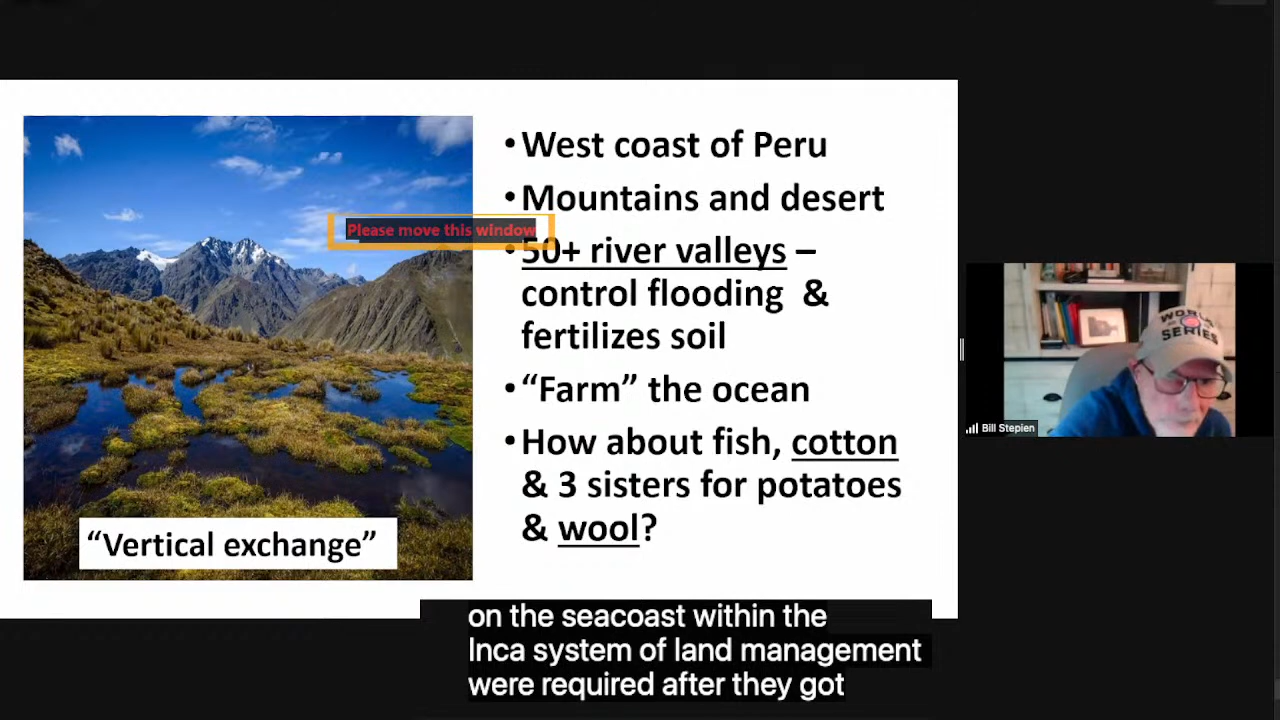 • West coast of Peru
• Mountains and desert
Please move this window
• 50+ river valleys –
control flooding &
fertilizes soil
• “Farm” the ocean
• How about fish, cotton
& 3 sisters for potatoes
& wool?
“Vertical exchange”
WORLD
SERIES
Bill Stepien
on the seacoast within the
Inca system of land management
were required after they got